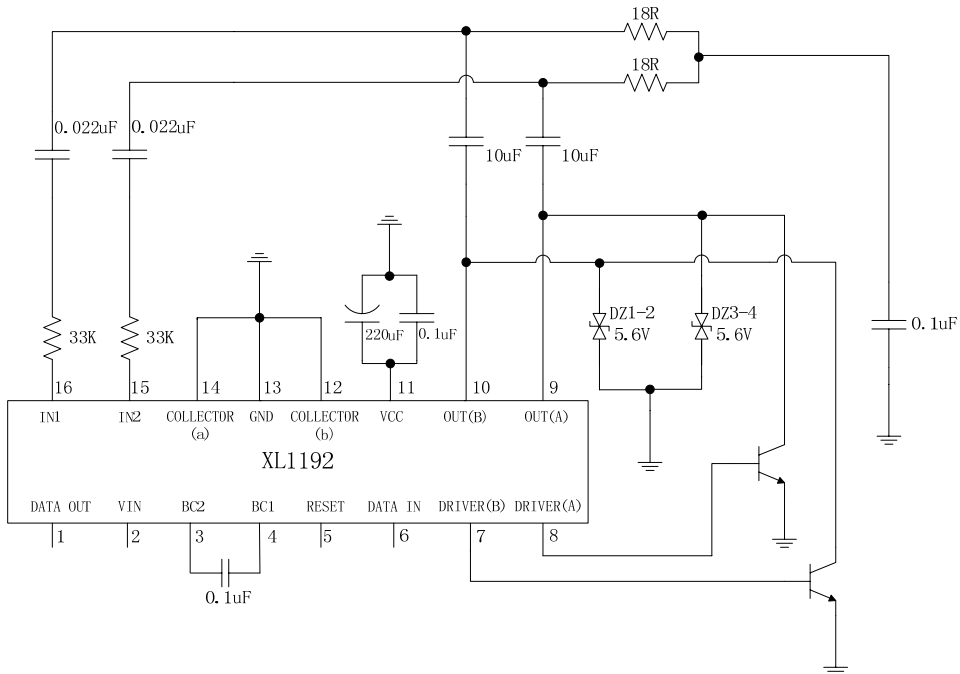 18R
18R
0.022uF 0.022uF
10uF 10uF
DZ1-2 DZ3-4
5.6V 5.6V
0.1uF
33K 33K
220uF 0.1uF
16 15 14 13 12 11 10 9
IN1 IN2 COLLECTOR GND COLLECTOR VCC OUT(B) OUT(A)
(a) (b)
XL1192
DATA OUT VIN BC2 BC1 RESET DATA IN DRIVER(B) DRIVER(A)
1 2 3 4 5 6 7 8
0.1uF